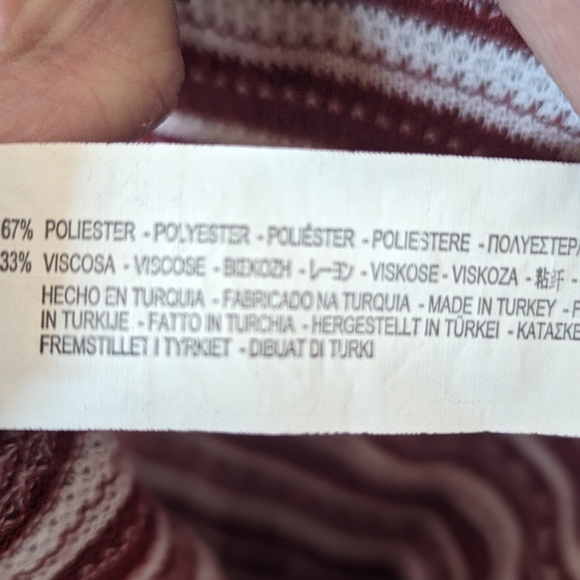 67% POLIESTER - POLYESTER - POLIÉSTER - POLIESTERE - ΠΟΛΥΕΣΤΕΡ
33% VISCOSA - VISCOSE - ВІΣКОΖΗ - レーヨン - VISKOSE - VISKOZA - 粘纤 -
HECHO EN TURQUIA - FABRICADO NA TURQUIA - MADE IN TURKEY - F
IN TURKIJE - FATTO IN TURCHIA - HERGESTELLT IN TÜRKEI - ΚΑΤΑΣΚΕ
FREMSTILLET I TYRKIET - DIBUAT DI TURKI